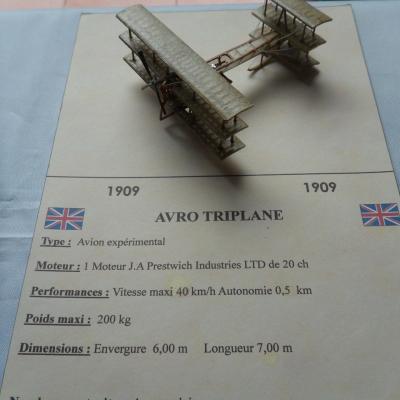 1909 1909
AVRO TRIPLANE
Type : Avion expérimental
Moteur : 1 Moteur J.A Prestwich Industries LTD de 20 ch
Performances : Vitesse maxi 40 km/h Autonomie 0,5 km
Poids maxi : 200 kg
Dimensions : Envergure 6,00 m Longueur 7,00 m